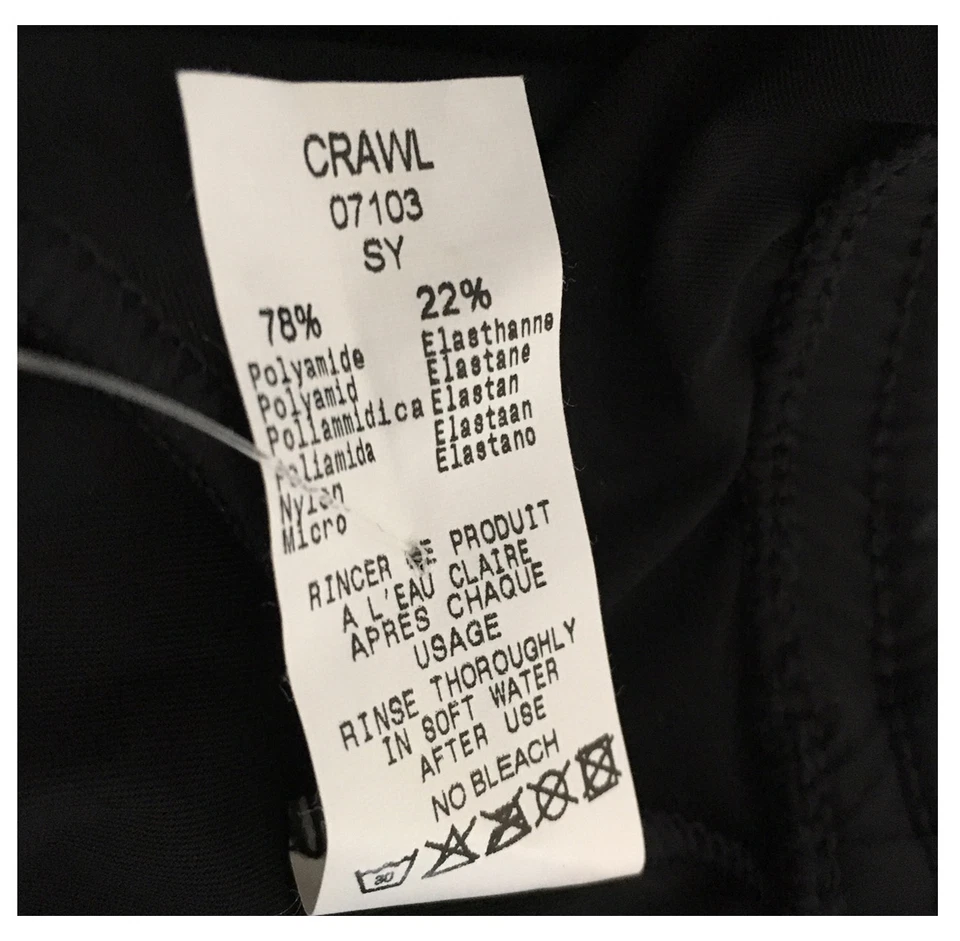 CRAWL
07103
SY
78%
Polyamide
Polyamid
Poliammidica
Poliamida
Nylon
Micro
22%
Elasthanne
Elastane
Elastan
Elastaan
Elastano
RINCER CE PRODUIT
A L'EAU CLAIRE
APRES CHAQUE
USAGE
RINSE THOROUGHLY
IN SOFT WATER
AFTER USE
NO BLEACH
30